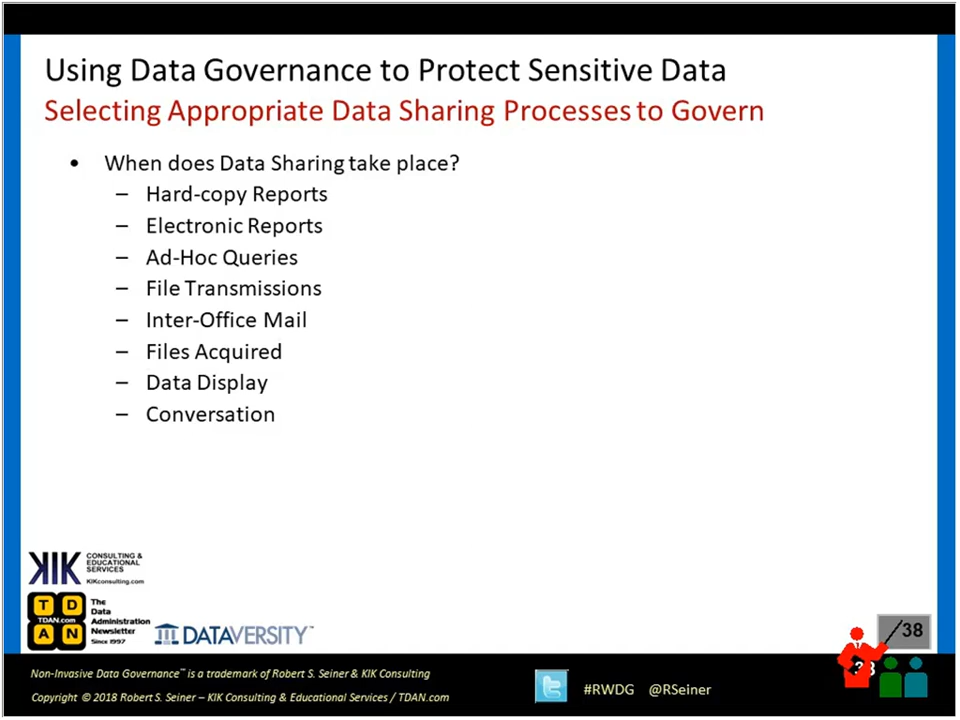 Using Data Governance to Protect Sensitive Data
Selecting Appropriate Data Sharing Processes to Govern
• When does Data Sharing take place?
– Hard-copy Reports
– Electronic Reports
– Ad-Hoc Queries
– File Transmissions
– Inter-Office Mail
– Files Acquired
– Data Display
– Conversation
KIK CONSULTING & EDUCATIONAL SERVICES
KIKconsulting.com
TDAN.com
The Data Administration Newsletter
Since 1997
DATAVERSITY™
/38
38
Non-Invasive Data Governance™ is a trademark of Robert S. Seiner & KIK Consulting
Copyright © 2018 Robert S. Seiner – KIK Consulting & Educational Services / TDAN.com
#RWDG @RSeiner